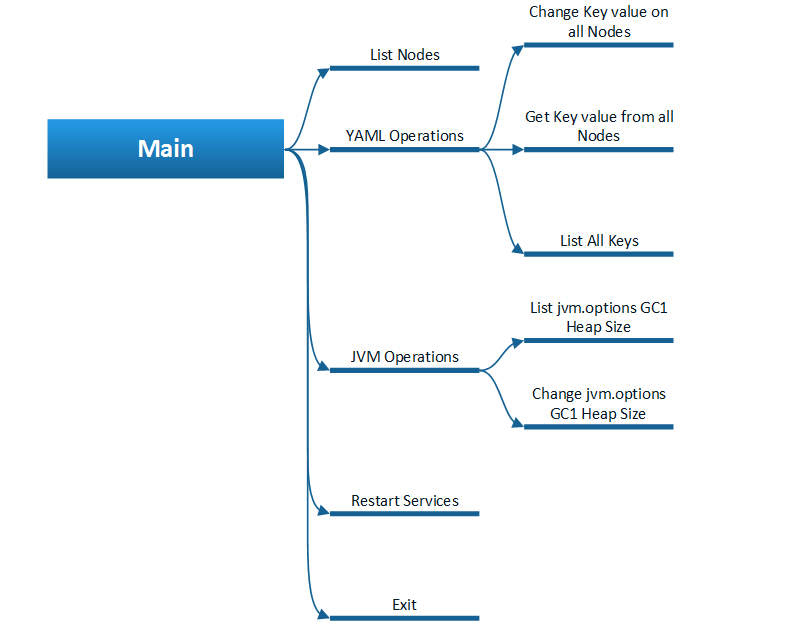 Main
List Nodes
YAML Operations
Change Key value on
all Nodes
Get Key value from all
Nodes
List All Keys
JVM Operations
List jvm.options GC1
Heap Size
Change jvm.options
GC1 Heap Size
Restart Services
Exit